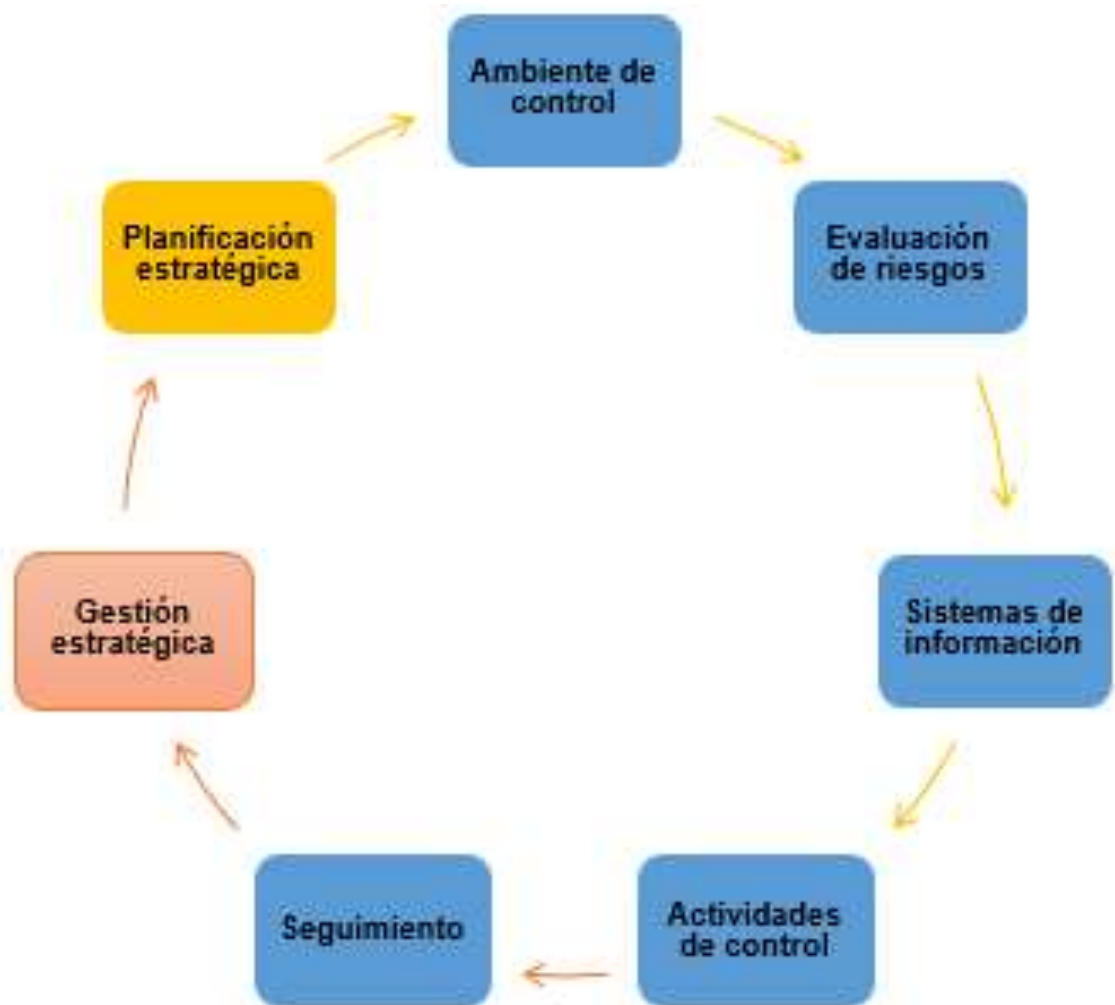 Ambiente de
control
Evaluación
de riesgos
Sistemas de
información
Actividades
de control
Seguimiento
Gestión
estratégica
Planificación
estratégica